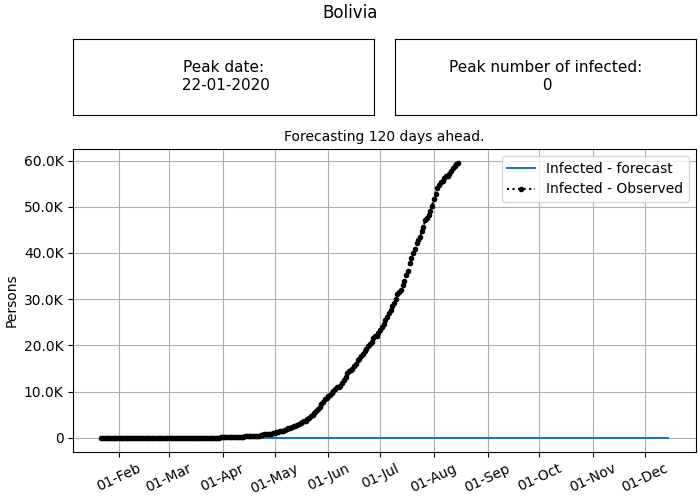 Bolivia
Peak date:
22-01-2020
Peak number of infected:
0
Forecasting 120 days ahead.
Infected - forecast
Infected - Observed
Persons
60.0K
50.0K
40.0K
30.0K
20.0K
10.0K
0
01-Feb
01-Mar
01-Apr
01-May
01-Jun
01-Jul
01-Aug
01-Sep
01-Oct
01-Nov
01-Dec